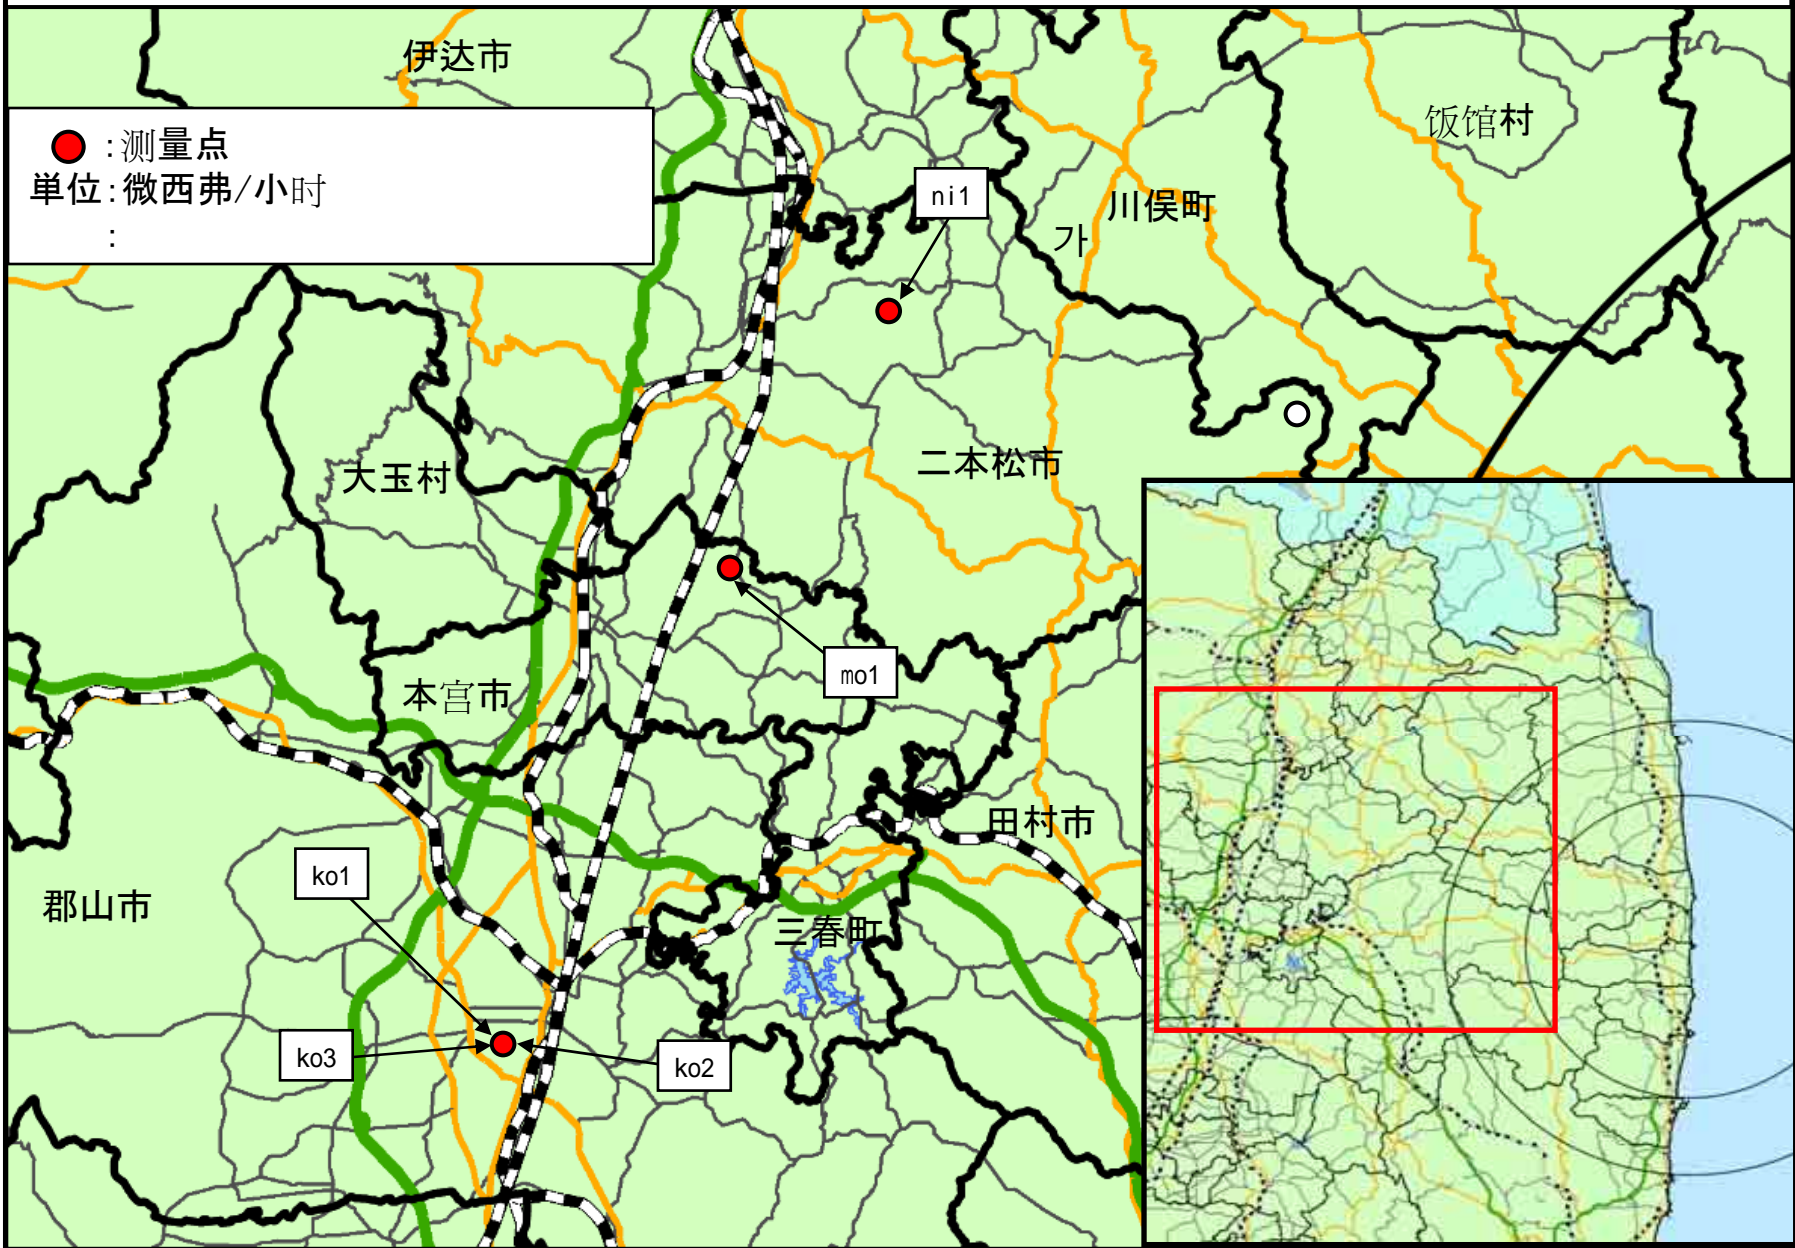 伊达市
饭馆村
:测量点
単位:微西弗/小时
:
ni1
川俣町
가
二本松市
大玉村
mo1
本宫市
田村市
ko1
郡山市
三春町
ko3
ko2